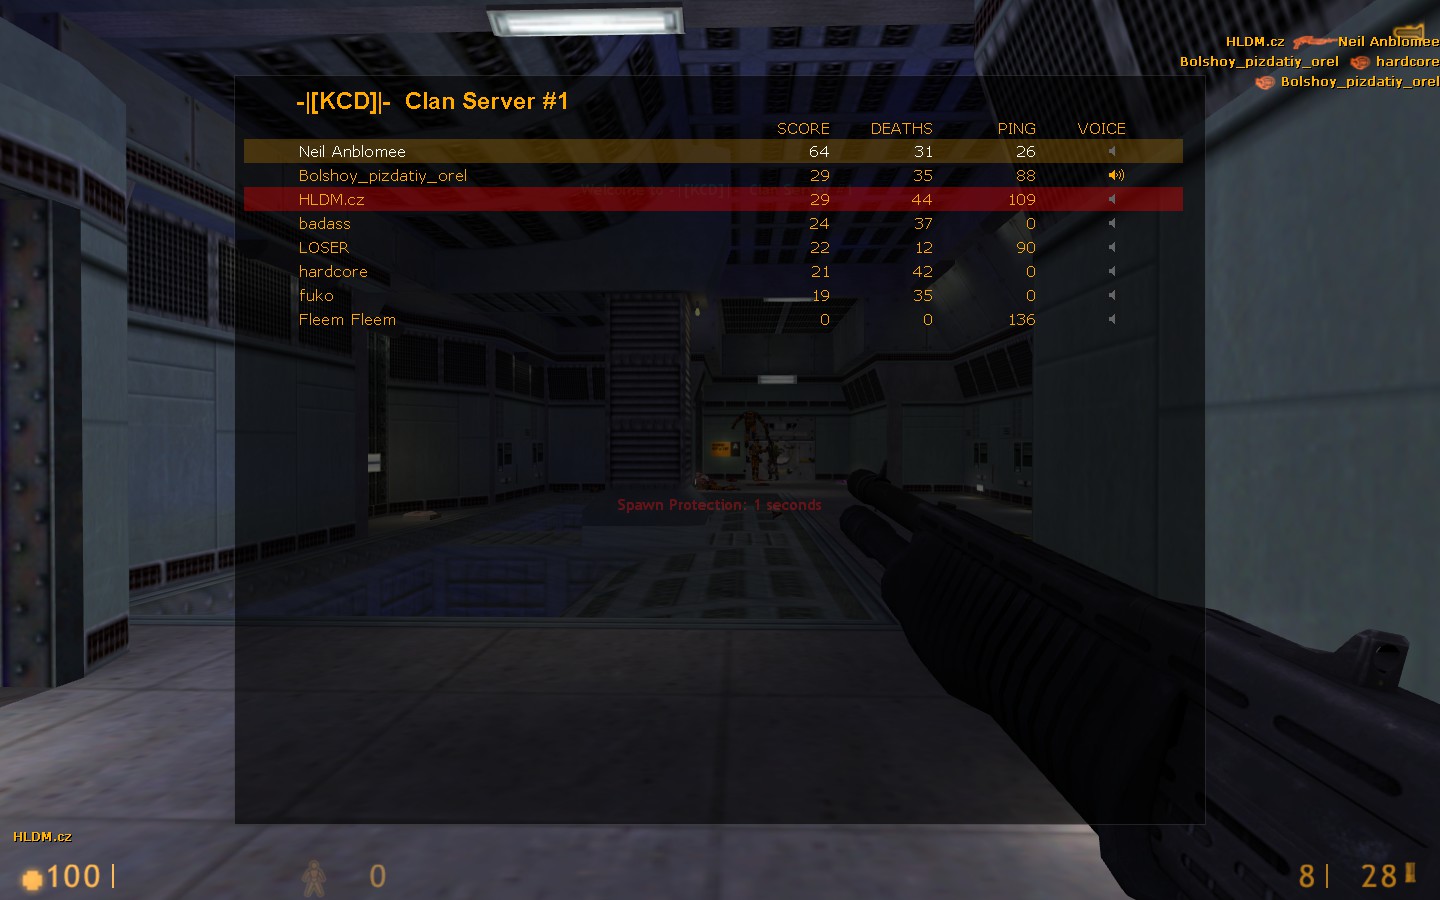 HLDM.cz Neil Anblomee
Bolshoy_pizdatiy_orel hardcore
Bolshoy_pizdatiy_orel
-|[KCD]|- Clan Server #1
SCORE DEATHS PING VOICE
Neil Anblomee 64 31 26
Bolshoy_pizdatiy_orel 29 35 88
HLDM.cz 29 44 109
badass 24 37 0
LOSER 22 12 90
hardcore 21 42 0
fuko 19 35 0
Fleem Fleem 0 0 136
Spawn Protection: 1 seconds
HLDM.cz
100 | 0 8 | 28